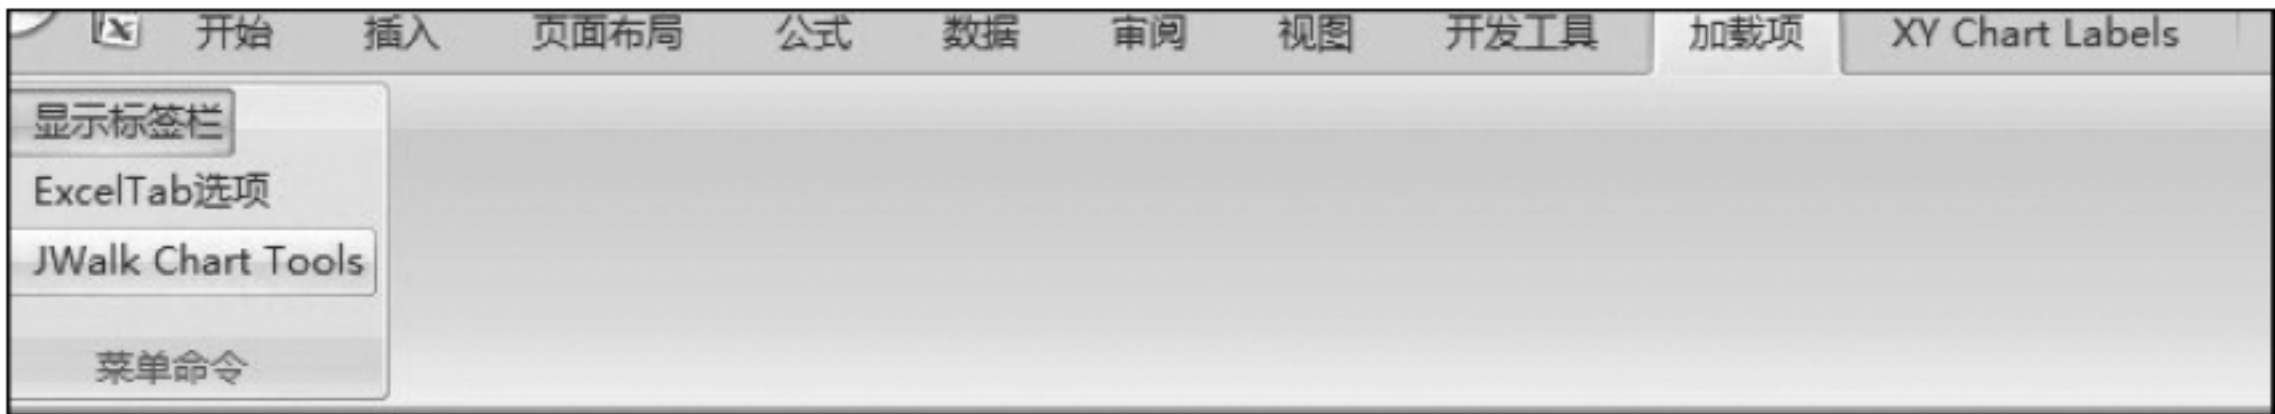 开始 插入 页面布局 公式 数据 审阅 视图 开发工具 加载项 XY Chart Labels
显示标签栏
ExcelTab选项
JWalk Chart Tools
菜单命令